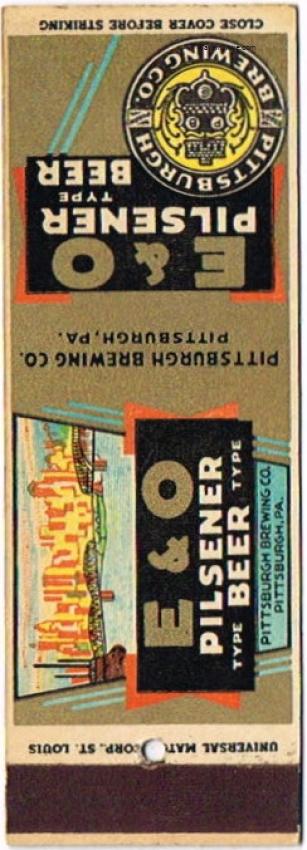 CLOSE COVER BEFORE STRIKING
PITTSBURGH
BREWING CO.
E & O
PILSENER
TYPE
BEER
PITTSBURGH BREWING CO.
PITTSBURGH, PA.
E & O
PILSENER
TYPE BEER TYPE
PITTSBURGH BREWING CO.
PITTSBURGH, PA.
UNIVERSAL MATCH CORP., ST. LOUIS